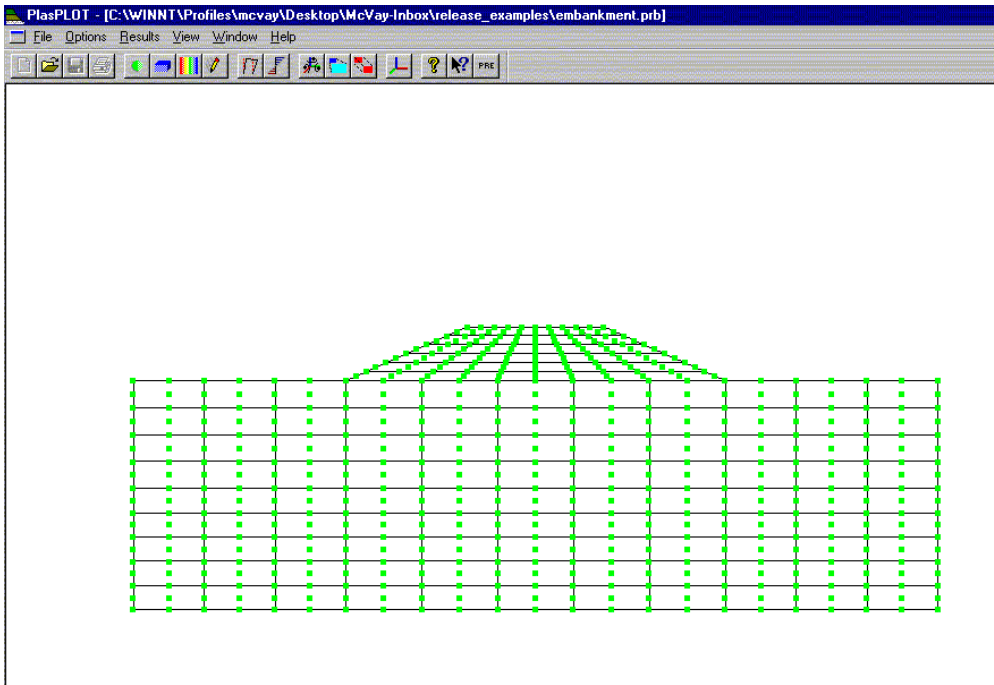 PlasPLOT - [C:\WINNT\Profiles\mcvay\Desktop\McVay-Inbox\release_examples\embankment.prb]
File Options Results View Window Help
PRE